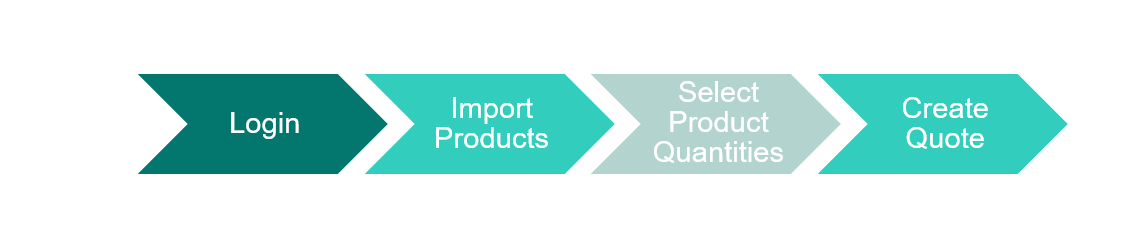 Login
Import
Products
Select
Product
Quantities
Create
Quote